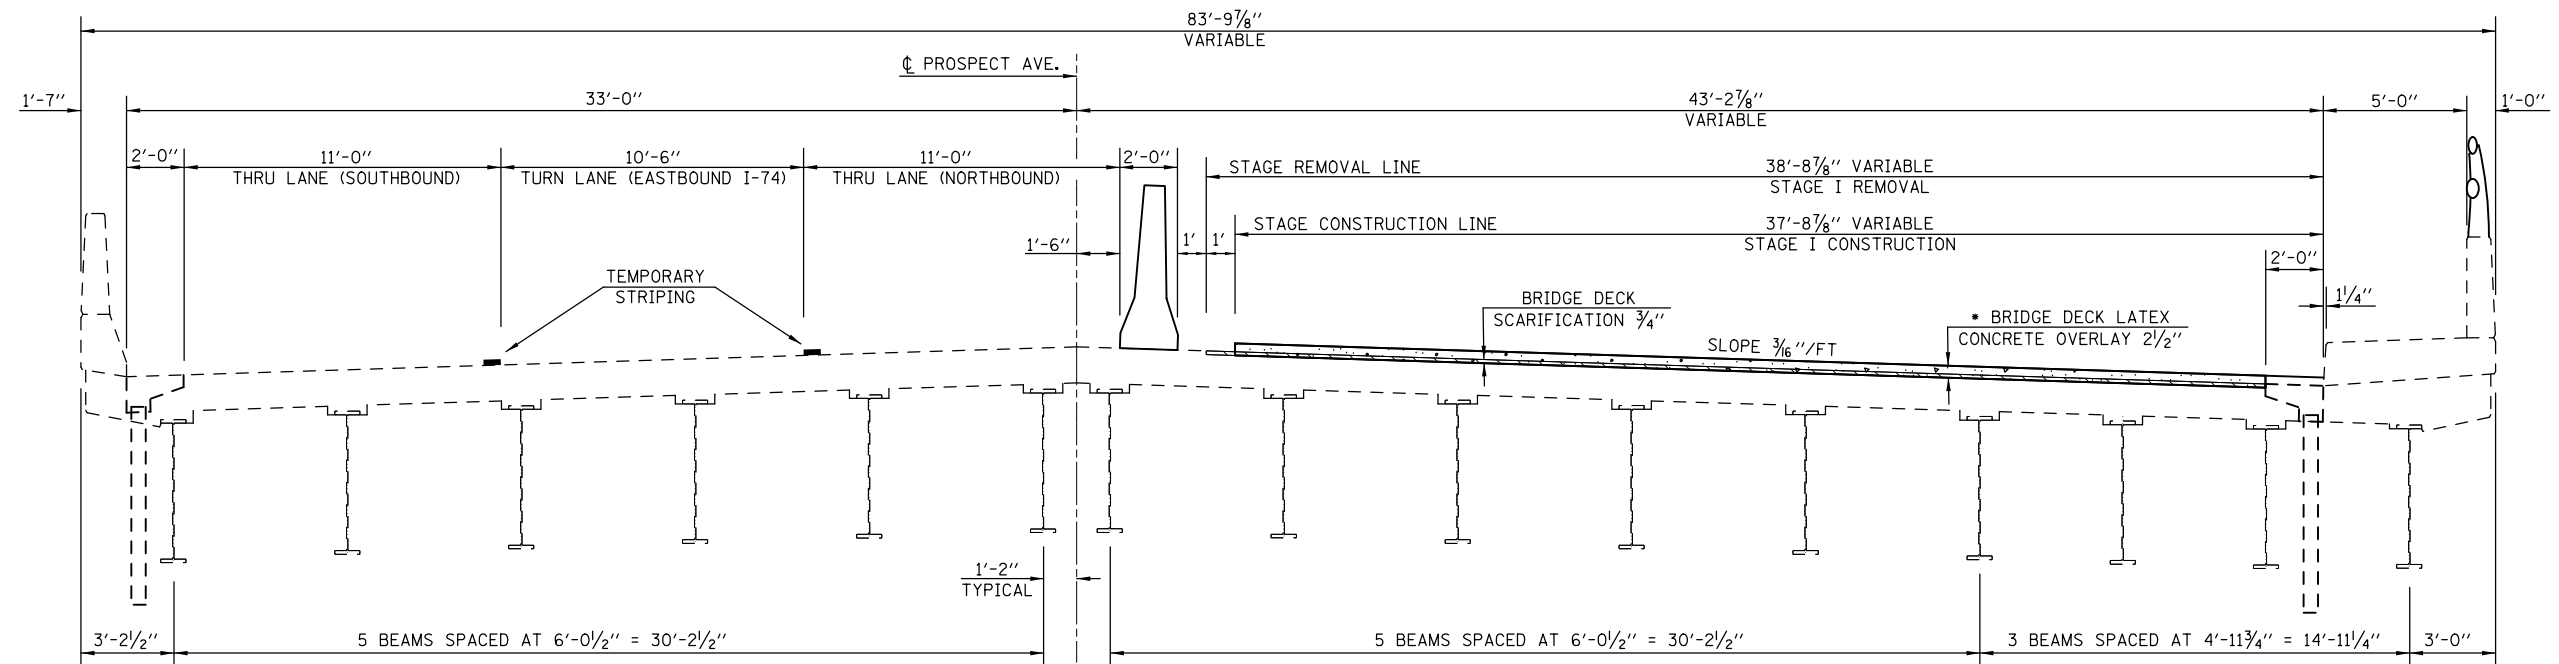 83'-9⅞"
VARIABLE
℄ PROSPECT AVE.
1'-7"
33'-0"
43'-2⅞"
VARIABLE
5'-0"
1'-0"
2'-0"
11'-0"
THRU LANE (SOUTHBOUND)
10'-6"
TURN LANE (EASTBOUND I-74)
11'-0"
THRU LANE (NORTHBOUND)
2'-0"
STAGE REMOVAL LINE
38'-8⅞" VARIABLE
STAGE I REMOVAL
STAGE CONSTRUCTION LINE
37'-8⅞" VARIABLE
STAGE I CONSTRUCTION
1'-6"
1'
1'
2'-0"
1¼"
TEMPORARY
STRIPING
BRIDGE DECK
SCARIFICATION ¾"
* BRIDGE DECK LATEX
CONCRETE OVERLAY 2½"
SLOPE 3⁄16"/FT
1'-2"
TYPICAL
3'-2½"
5 BEAMS SPACED AT 6'-0½" = 30'-2½"
5 BEAMS SPACED AT 6'-0½" = 30'-2½"
3 BEAMS SPACED AT 4'-11¾" = 14'-11¼"
3'-0"